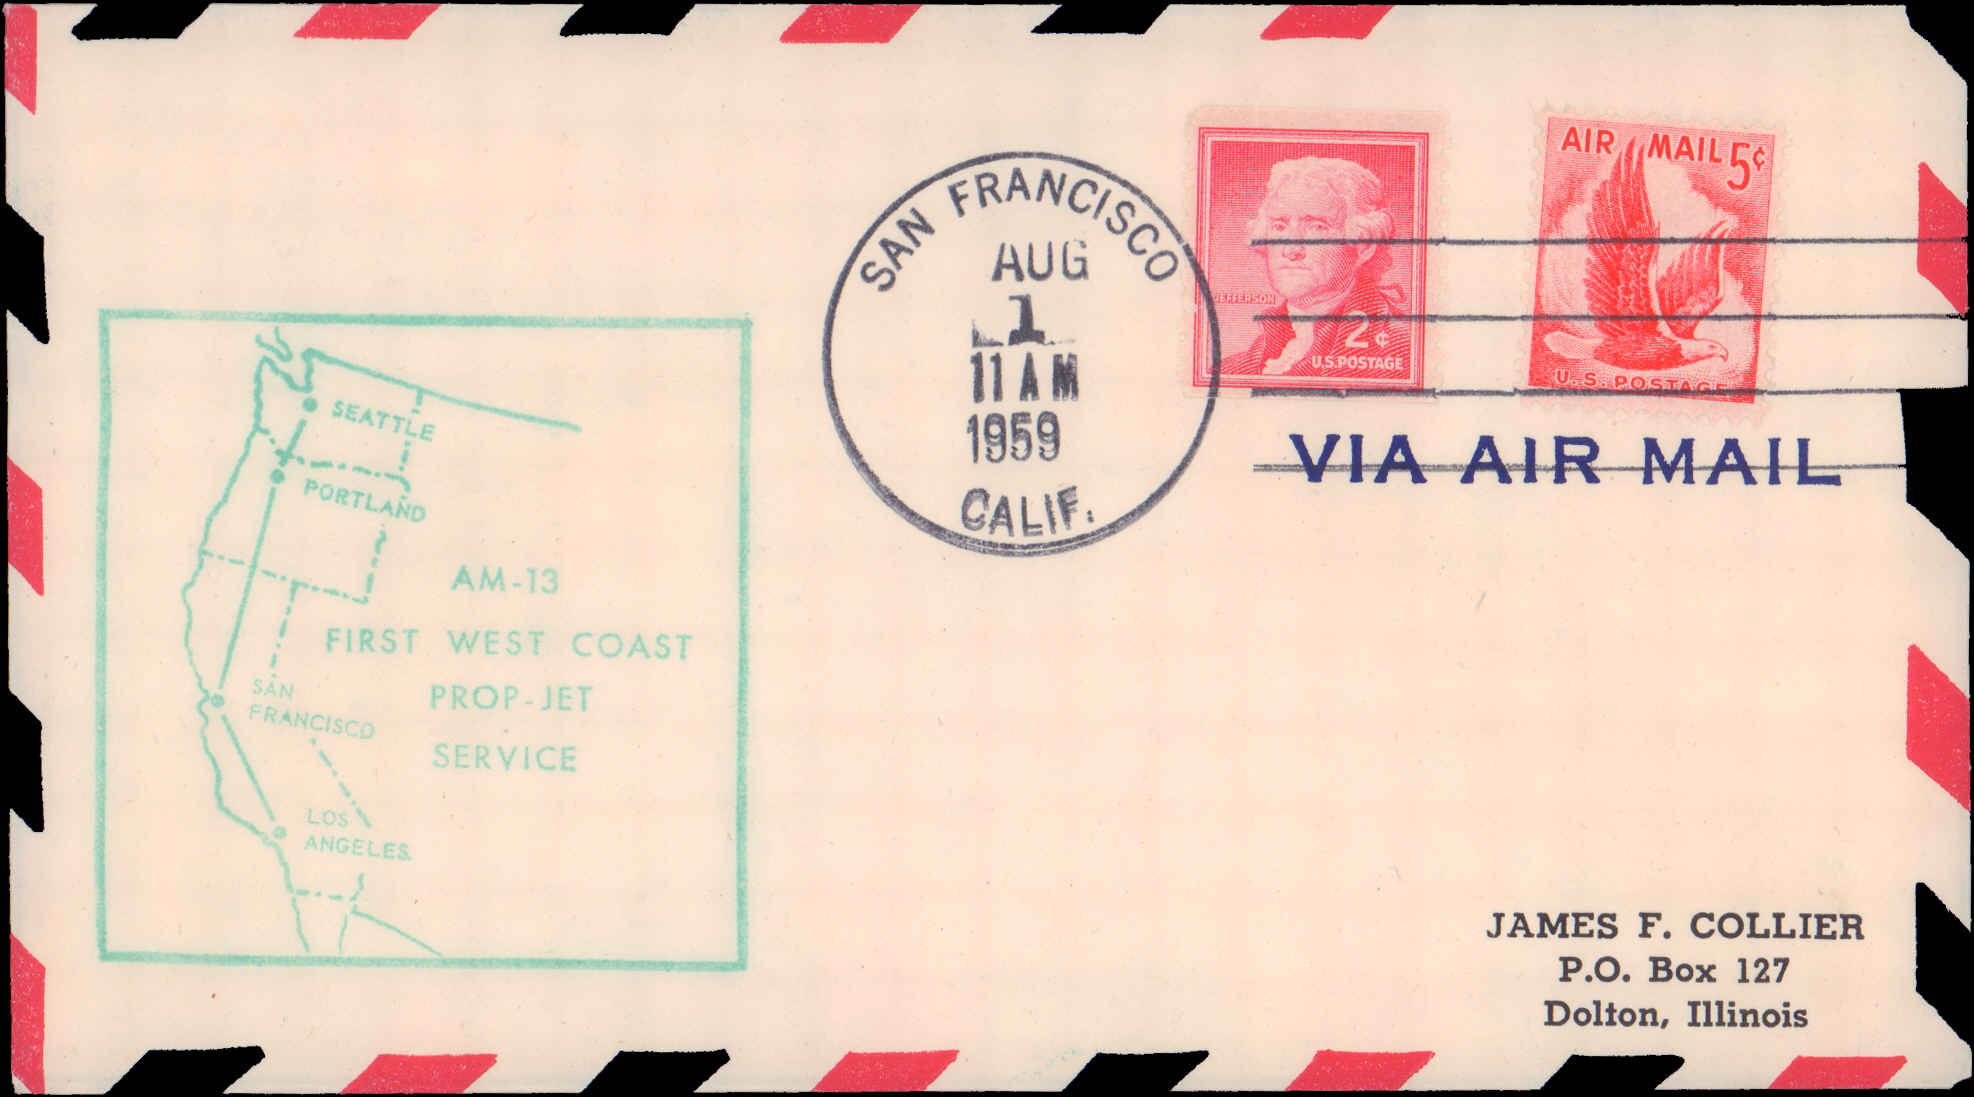 AIR MAIL 5¢
JEFFERSON
2¢
U.S. POSTAGE
U.S. POSTAGE
SAN FRANCISCO
AUG
1
11 AM
1959
CALIF.
VIA AIR MAIL
SEATTLE
PORTLAND
AM-13
FIRST WEST COAST
PROP-JET
SERVICE
SAN
FRANCISCO
LOS
ANGELES
JAMES F. COLLIER
P.O. Box 127
Dolton, Illinois